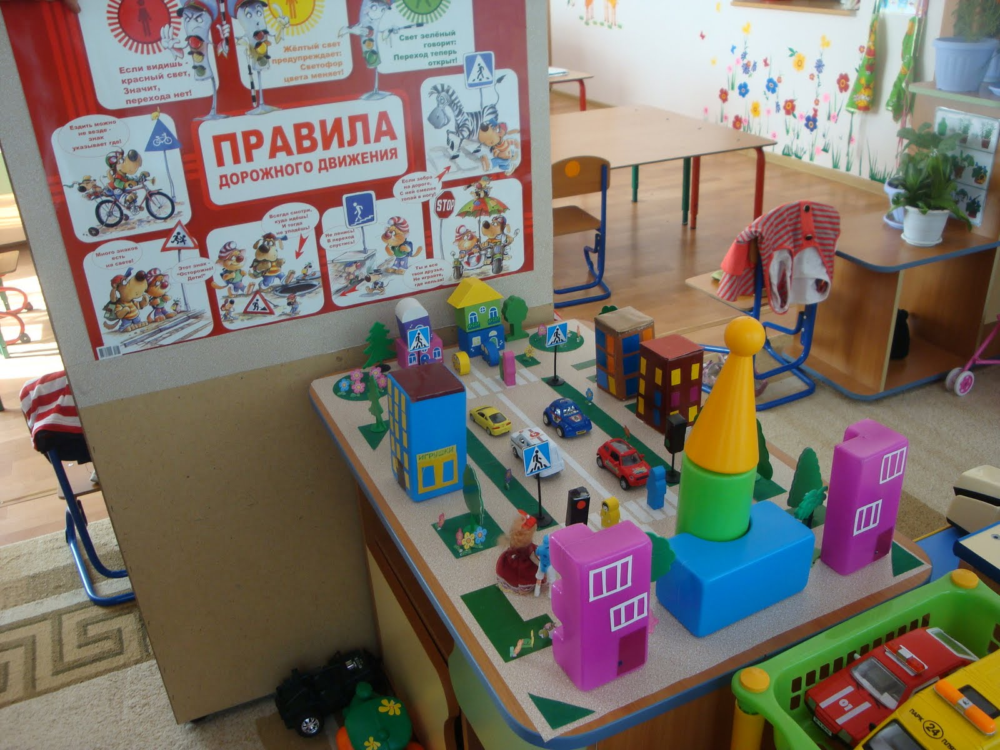 Если видишь -
красный свет,
Значит,
перехода нет!
Жёлтый свет
предупреждает:
Светофор
цвета меняет!
Свет зелёный
говорит:
Переход теперь
открыт!
Ездить можно
не везде -
знак
указывает где!
ПРАВИЛА
ДОРОЖНОГО ДВИЖЕНИЯ
Если зебра
на дороге,
С ней смелее
топай в ногу!
Много знаков
есть
на свете!
Этот знак -
"Осторожно!
Дети!"
Всегда смотри,
куда идёшь!
И тогда
не упадёшь!
Не ленись!
В переход
спустись!
STOP
Ты и все
твои друзья,
Не играйте,
где нельзя!
ИГРУШКИ
01
ПАРК 24